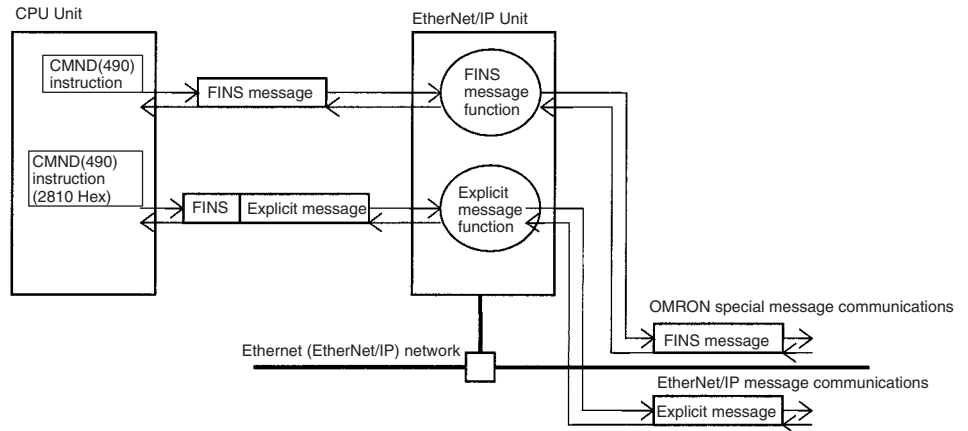 CPU Unit
EtherNet/IP Unit
CMND(490)
instruction
FINS message
FINS
message
function
CMND(490)
instruction
(2810 Hex)
FINS
Explicit message
Explicit
message
function
OMRON special message communications
FINS message
Ethernet (EtherNet/IP) network
EtherNet/IP message communications
Explicit message